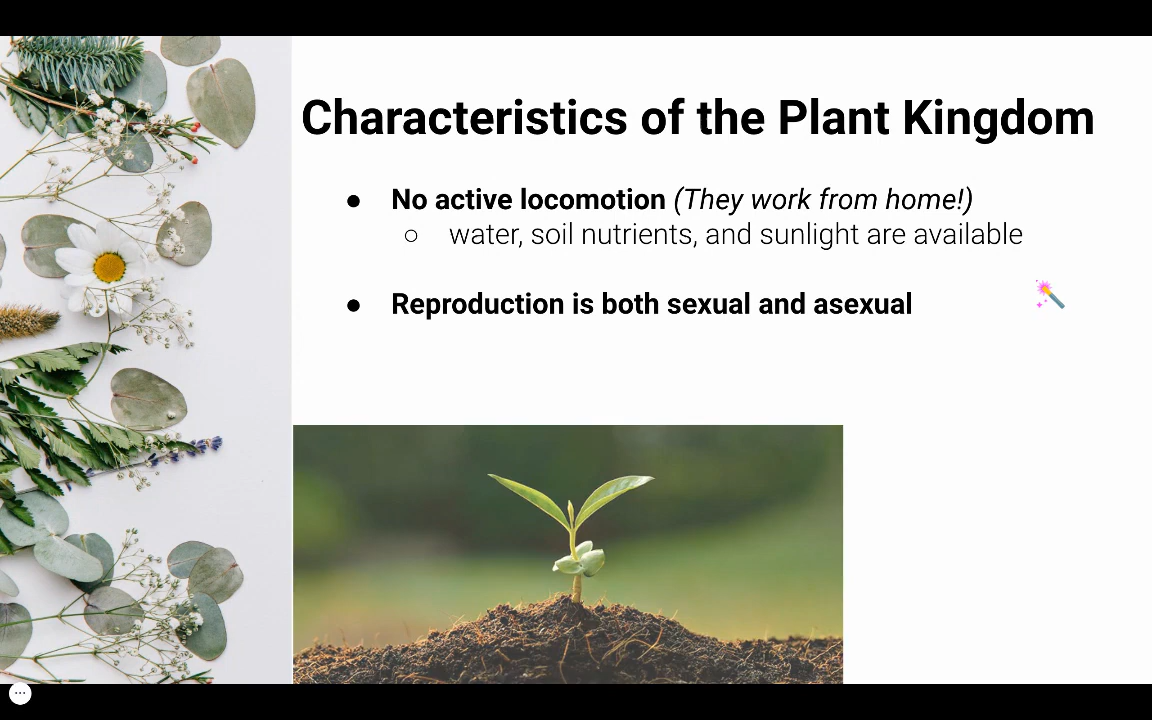 Characteristics of the Plant Kingdom
● No active locomotion (They work from home!)
○ water, soil nutrients, and sunlight are available
● Reproduction is both sexual and asexual